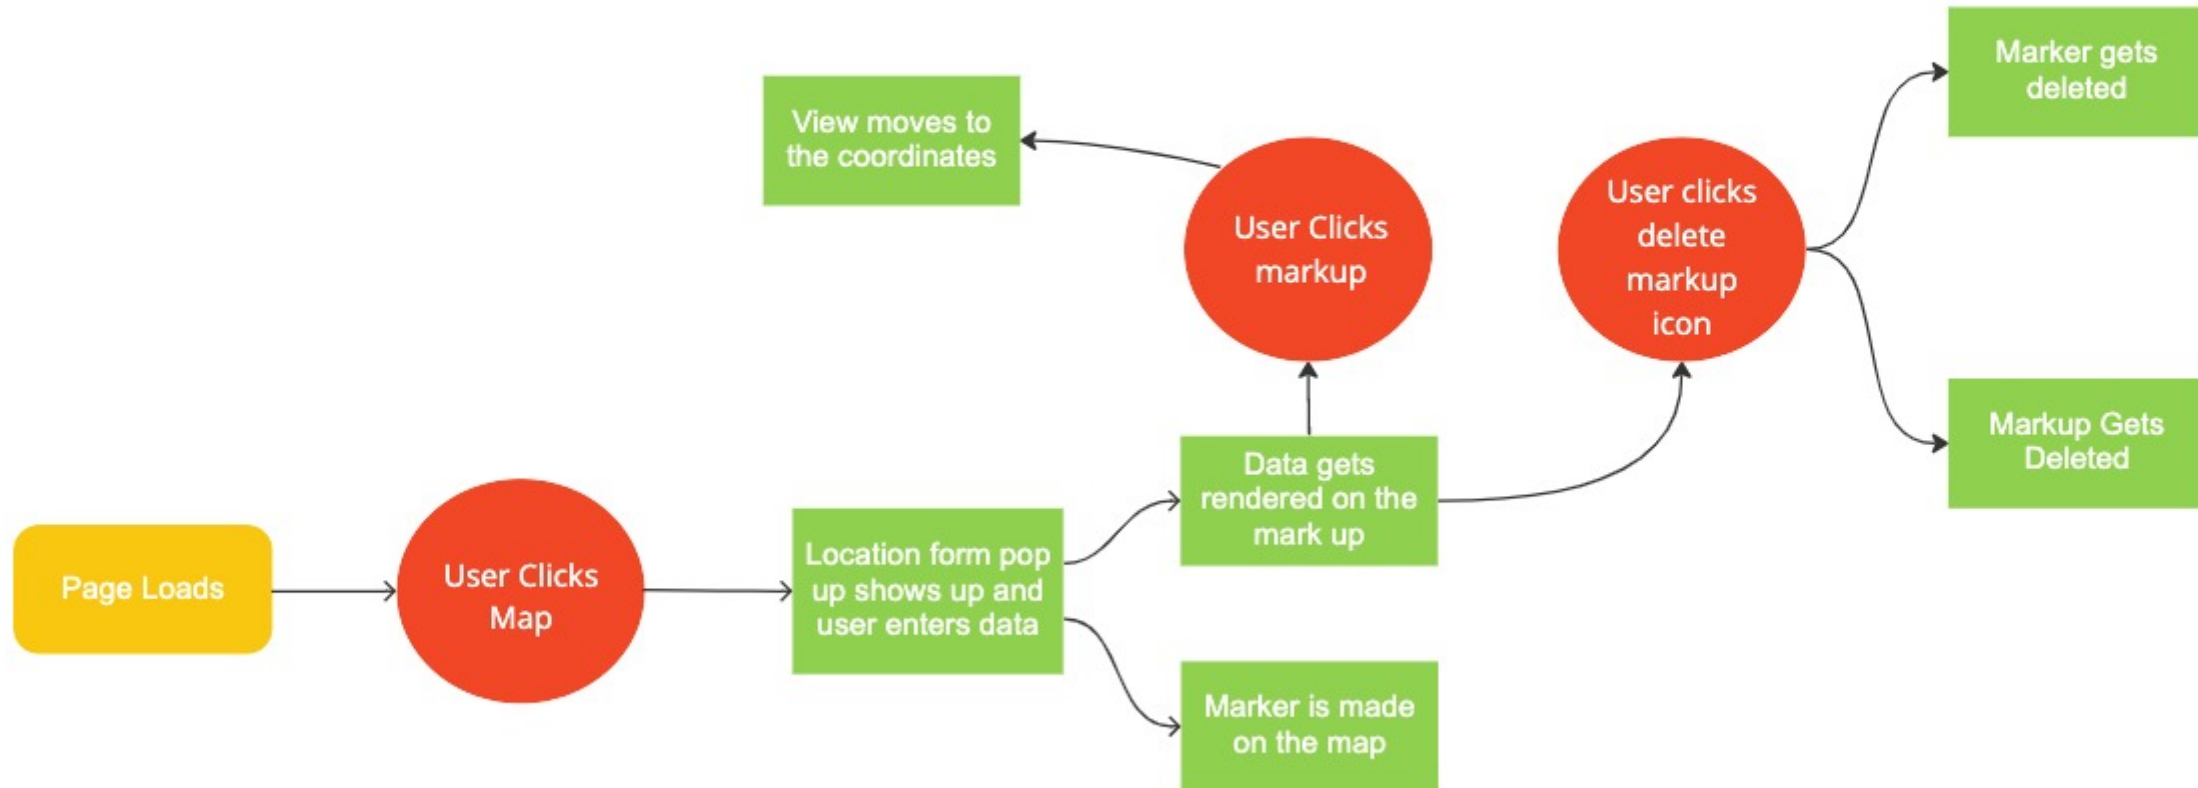 Page Loads
User Clicks
Map
Location form pop
up shows up and
user enters data
Data gets
rendered on the
mark up
Marker is made
on the map
User Clicks
markup
View moves to
the coordinates
User clicks
delete
markup
icon
Marker gets
deleted
Markup Gets
Deleted